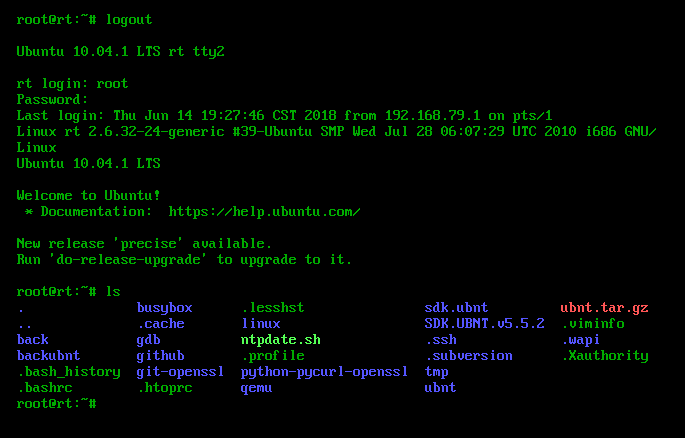 root@rt:~# logout
Ubuntu 10.04.1 LTS rt tty2
rt login: root
Password:
Last login: Thu Jun 14 19:27:46 CST 2018 from 192.168.79.1 on pts/1
Linux rt 2.6.32-24-generic #39-Ubuntu SMP Wed Jul 28 06:07:29 UTC 2010 i686 GNU/
Linux
Ubuntu 10.04.1 LTS
Welcome to Ubuntu!
 * Documentation:  https://help.ubuntu.com/
New release 'precise' available.
Run 'do-release-upgrade' to upgrade to it.
root@rt:~# ls
.              busybox      .lesshst               sdk.ubnt         ubnt.tar.gz
..             .cache       linux                  SDK.UBNT.v5.5.2  .viminfo
back           gdb          ntpdate.sh             .ssh             .wapi
backubnt       github       .profile               .subversion      .Xauthority
.bash_history  git-openssl  python-pycurl-openssl  tmp
.bashrc        .htoprc      qemu                   ubnt
root@rt:~#